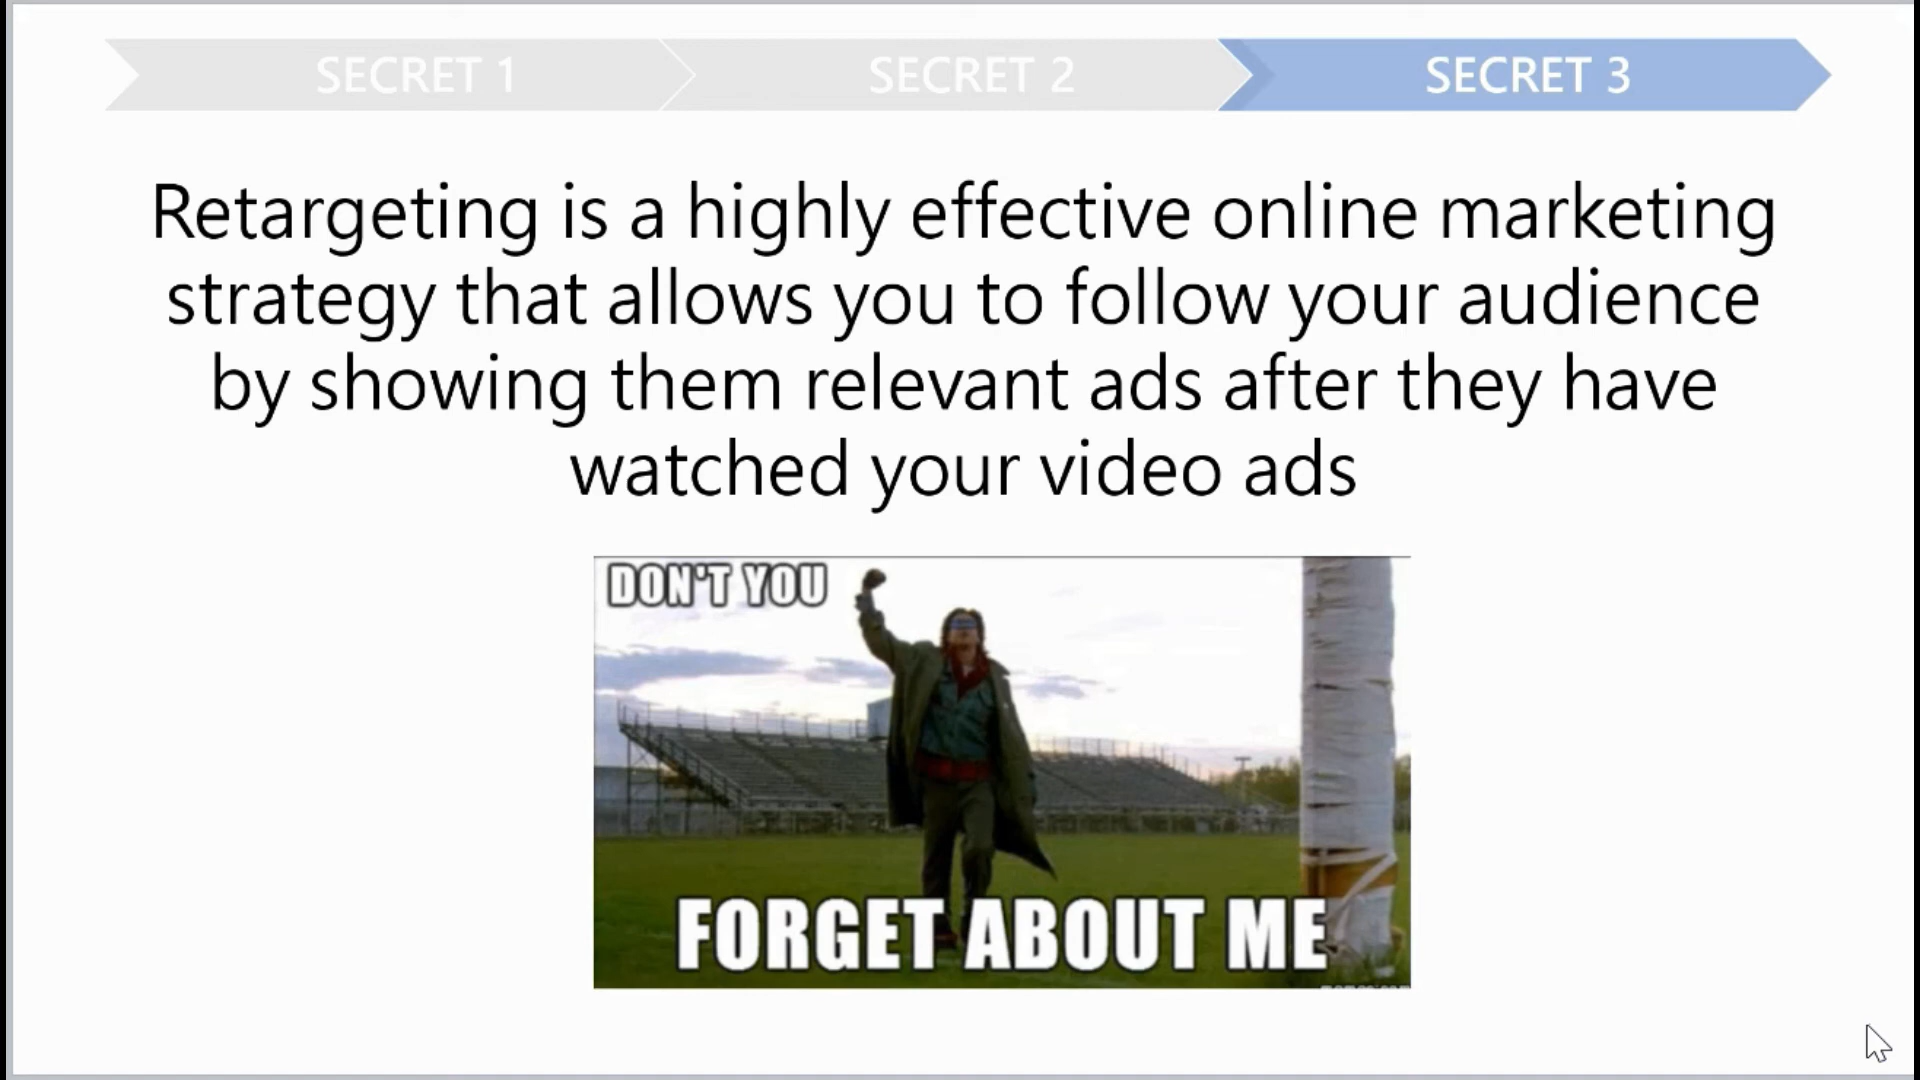 SECRET 1
SECRET 2
SECRET 3
Retargeting is a highly effective online marketing
strategy that allows you to follow your audience
by showing them relevant ads after they have
watched your video ads
DON'T YOU
FORGET ABOUT ME